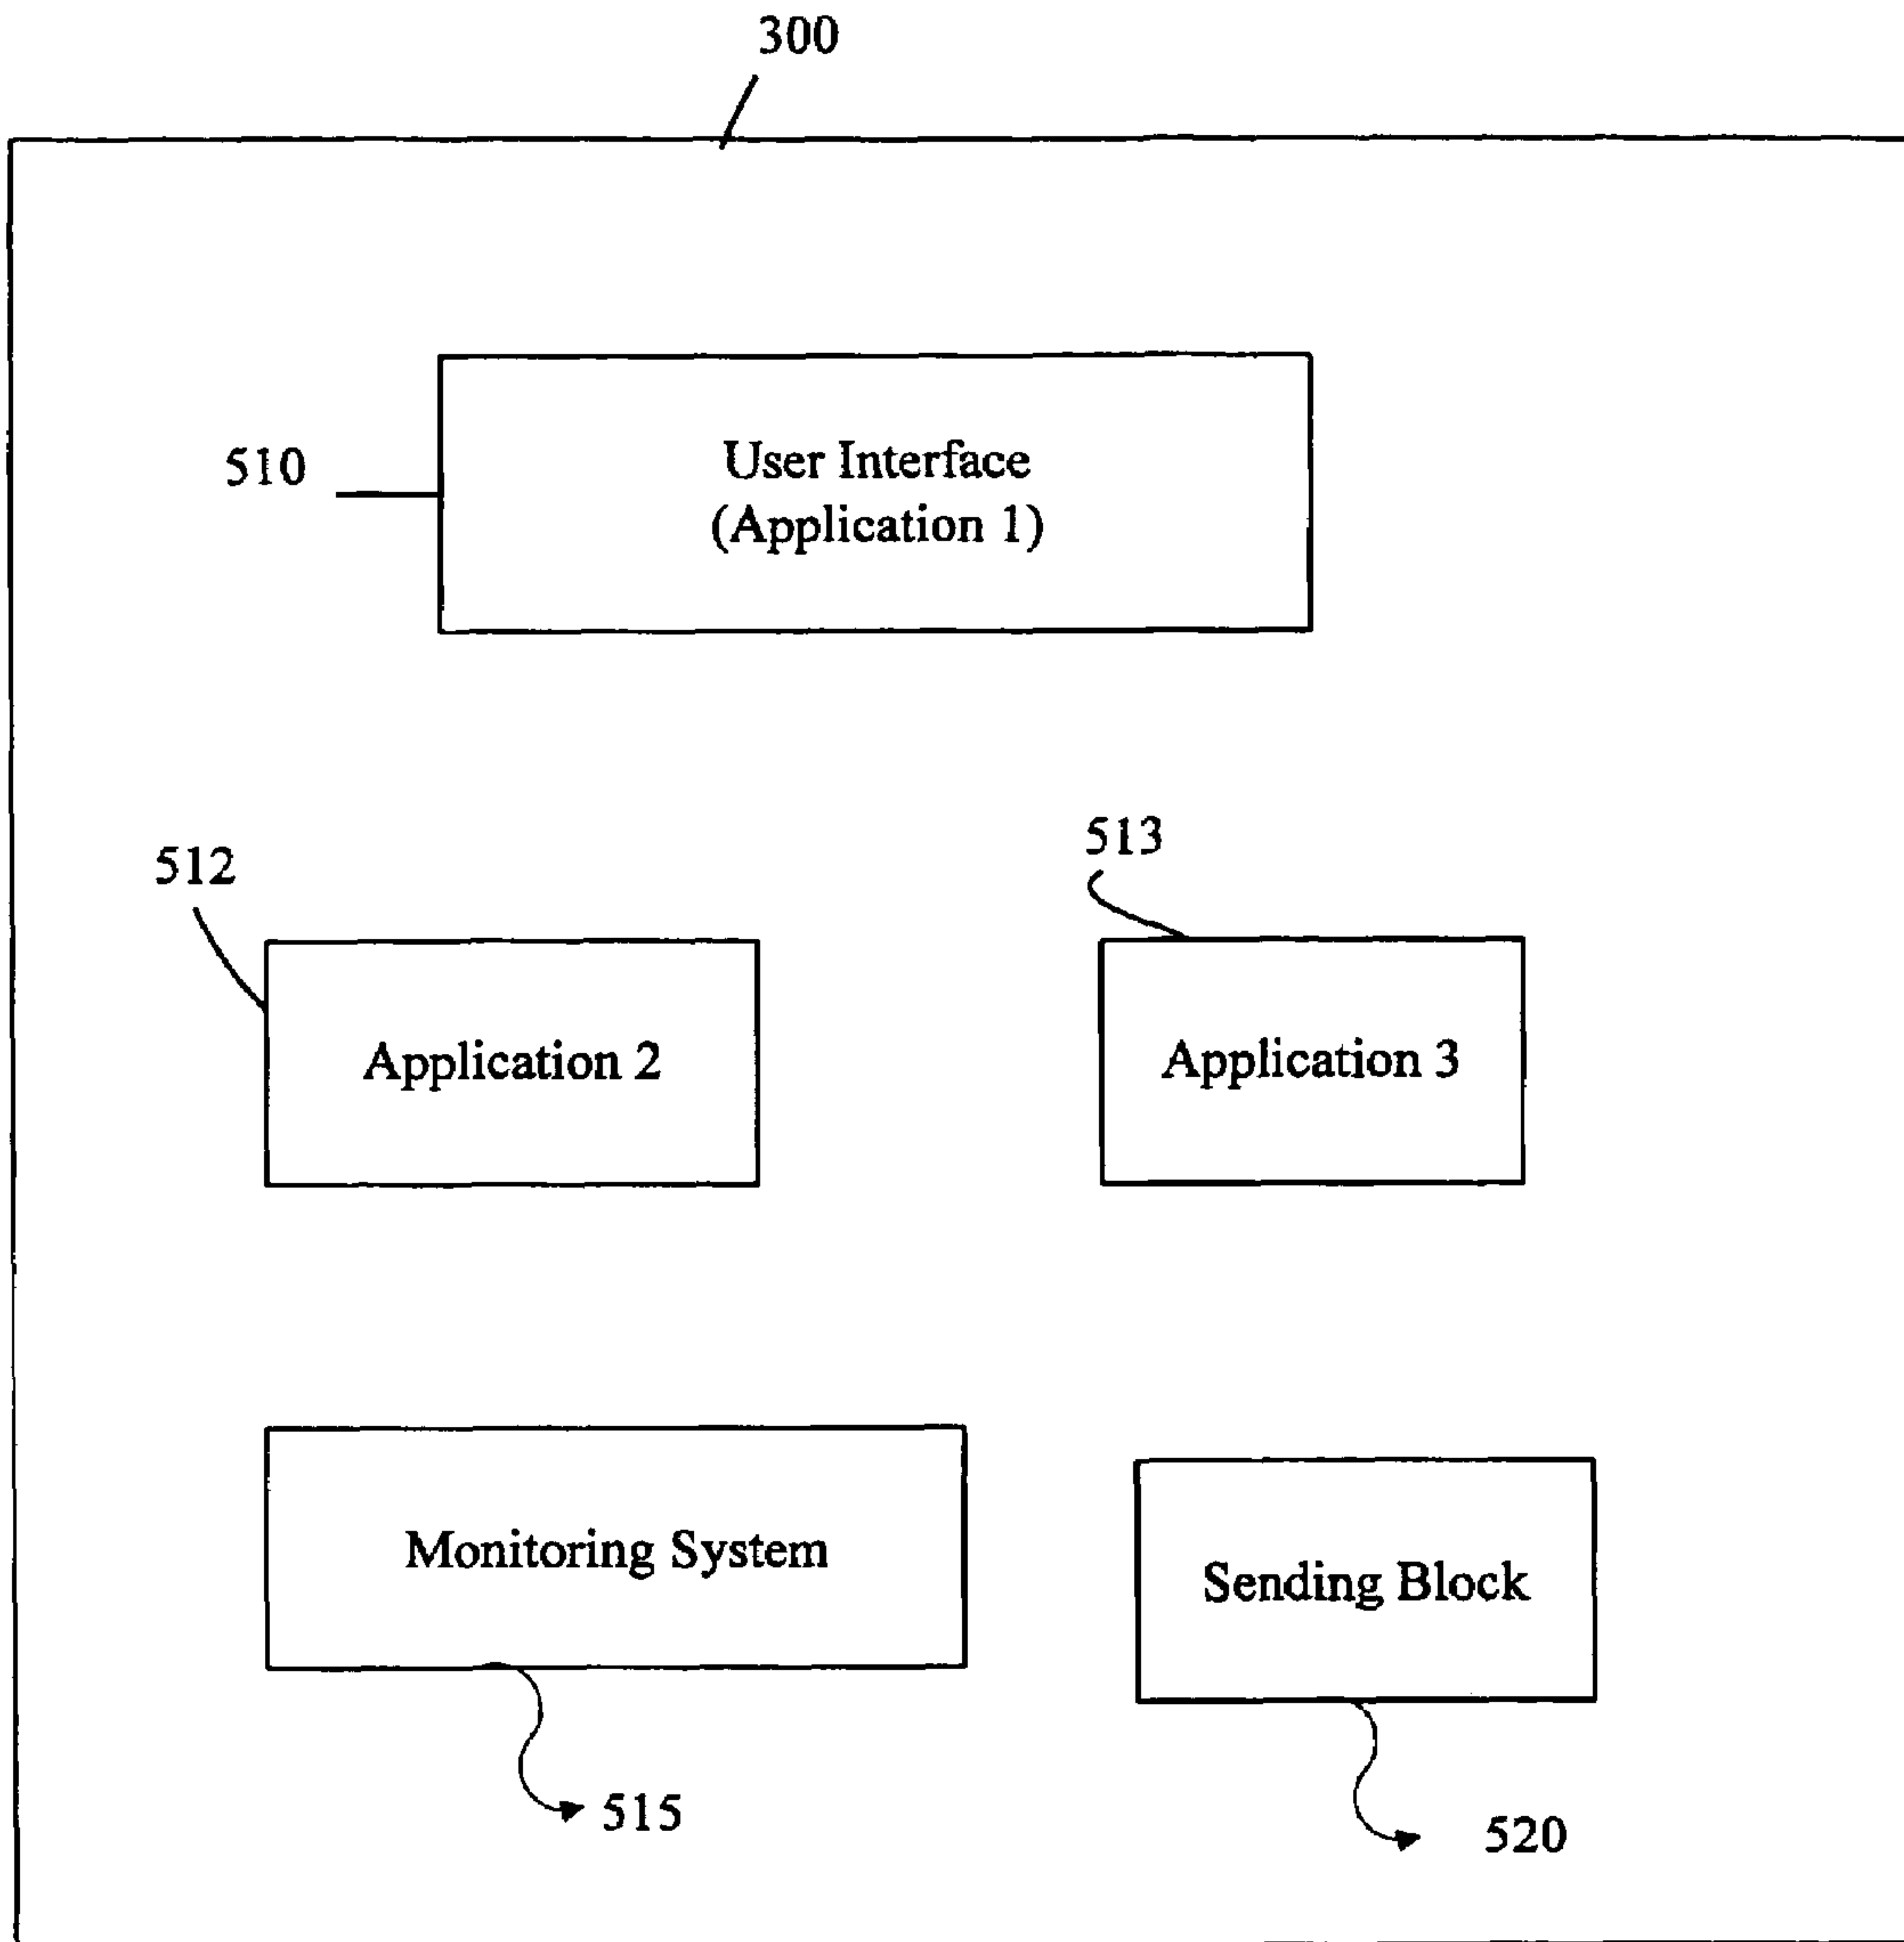 300
510
User Interface
(Application 1)
512
513
Application 2
Application 3
Monitoring System
Sending Block
515
520